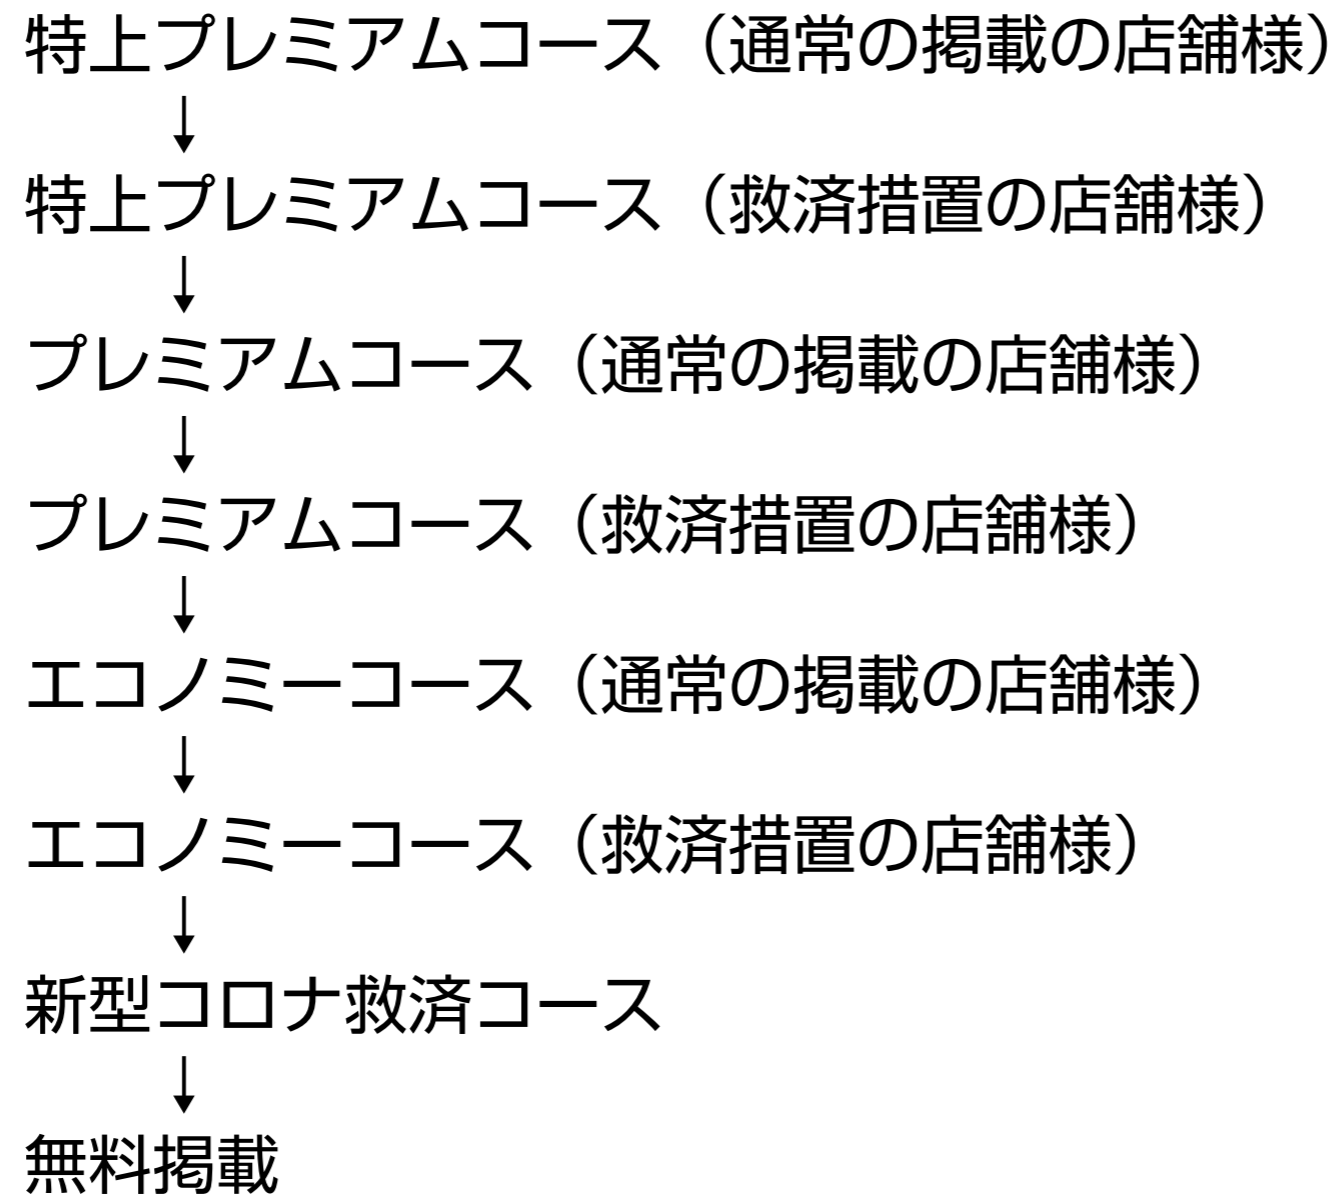 特上プレミアムコース（通常の掲載の店舗様）
↓
特上プレミアムコース（救済措置の店舗様）
↓
プレミアムコース（通常の掲載の店舗様）
↓
プレミアムコース（救済措置の店舗様）
↓
エコノミーコース（通常の掲載の店舗様）
↓
エコノミーコース（救済措置の店舗様）
↓
新型コロナ救済コース
↓
無料掲載